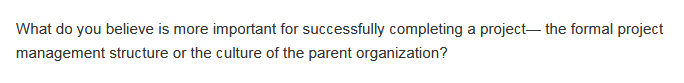 What do you believe is more important for successfully completing a project— the formal project
management structure or the culture of the parent organization?